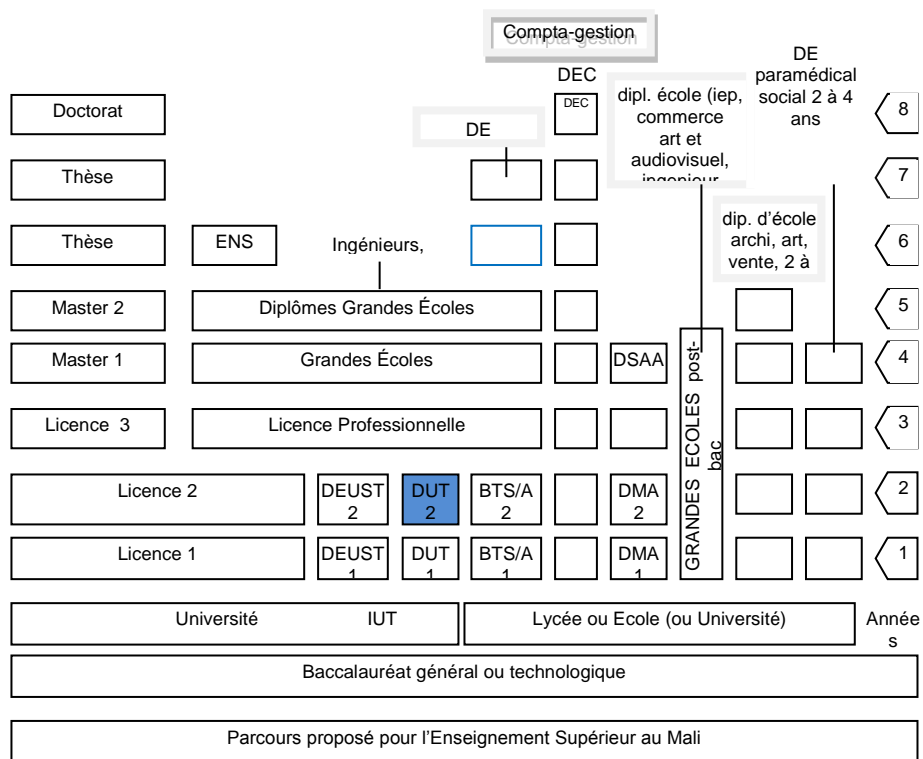 Compta-gestion
DE
paramédical
social 2 à 4
ans
DEC
dipl. école (iep,
commerce
art et
audiovisuel,
ingenieur
Doctorat
DEC
8
DE
Thèse
7
dip. d'école
archi, art,
vente, 2 à
Thèse
ENS
Ingénieurs,
6
Master 2
Diplômes Grandes Écoles
5
Master 1
Grandes Écoles
DSAA
4
GRANDES ECOLES post-
bac
Licence 3
Licence Professionnelle
3
Licence 2
DEUST
2
DUT
2
BTS/A
2
DMA
2
2
Licence 1
DEUST
1
DUT
1
BTS/A
1
DMA
1
1
Université
IUT
Lycée ou Ecole (ou Université)
Année
s
Baccalauréat général ou technologique
Parcours proposé pour l'Enseignement Supérieur au Mali